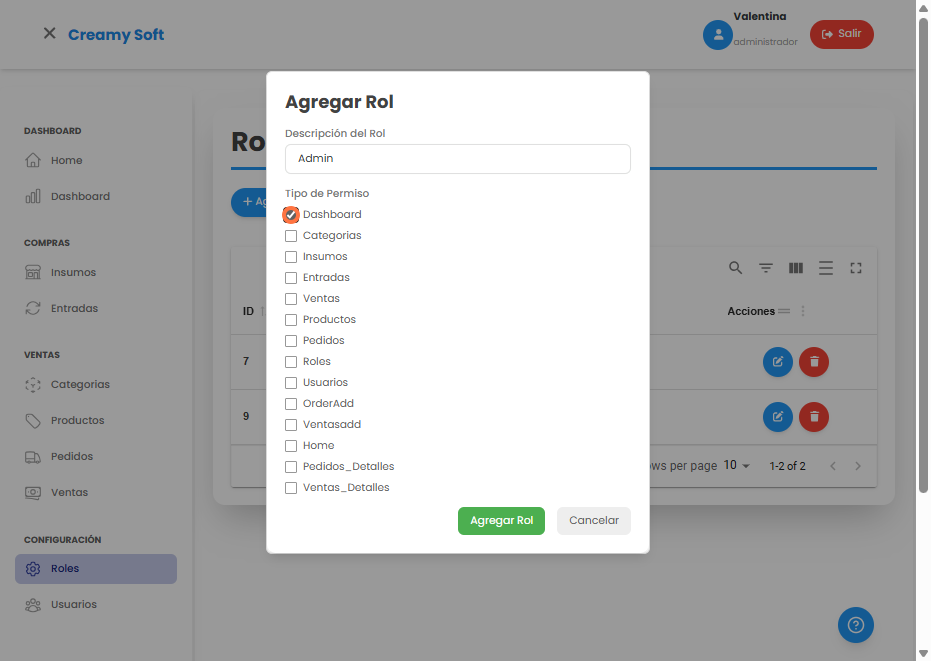 Valentina
Creamy Soft
administrador
Salir
Agregar Rol
Descripción del Rol
Admin
Tipo de Permiso
Dashboard
Categorias
Insumos
Entradas
Ventas
Productos
Pedidos
Roles
Usuarios
OrderAdd
Ventasadd
Home
Pedidos_Detalles
Ventas_Detalles
Agregar Rol
Cancelar
DASHBOARD
Home
Dashboard
COMPRAS
Insumos
Entradas
VENTAS
Categorias
Productos
Pedidos
Ventas
CONFIGURACIÓN
Roles
Usuarios
Ro
+ Ag
ID
Acciones
7
9
ws per page 10
1-2 of 2